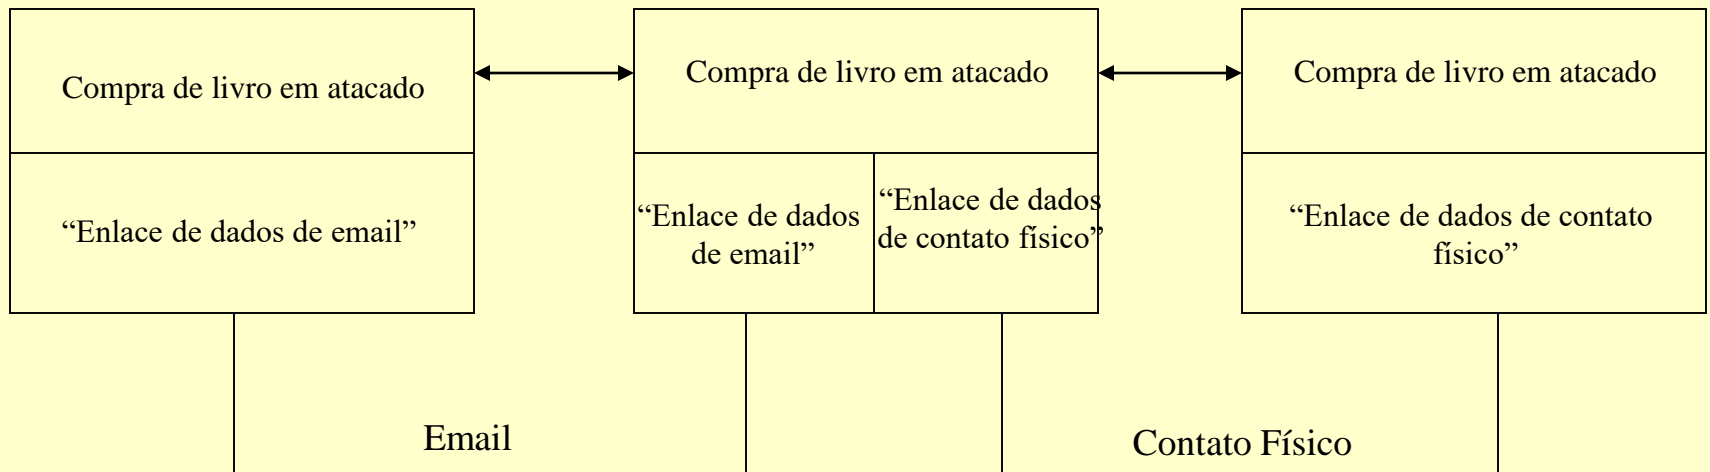 Compra de livro em atacado
Compra de livro em atacado
Compra de livro em atacado
“Enlace de dados de email”
“Enlace de dados
de email”
“Enlace de dados
de contato físico”
“Enlace de dados de contato
físico”
Email
Contato Físico